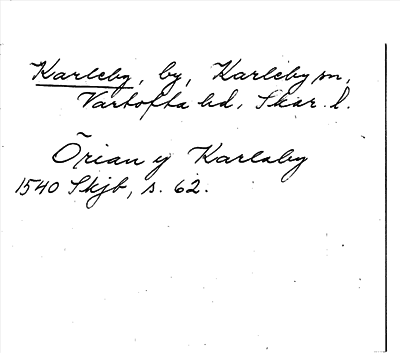 Karleby, by, Karleby sn,
Vartofta hd, Skar. l.
Örian y Karlaby
1540 Skjb, s. 62.